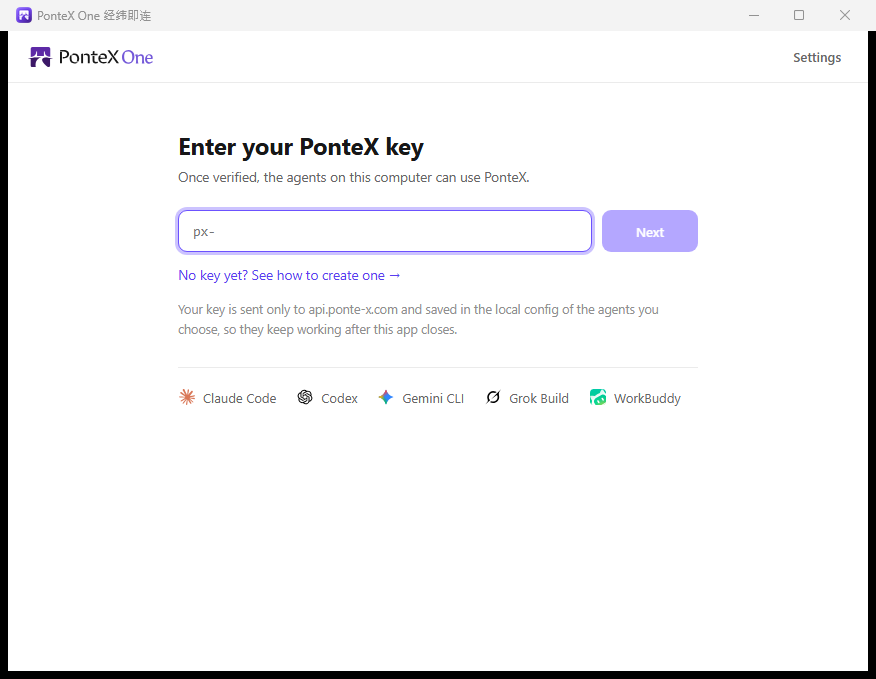 PonteX One 经纬即连
PonteX One
Settings
Enter your PonteX key
Once verified, the agents on this computer can use PonteX.
px-
Next
No key yet? See how to create one →
Your key is sent only to api.ponte-x.com and saved in the local config of the agents you
choose, so they keep working after this app closes.
Claude Code
Codex
Gemini CLI
Grok Build
WorkBuddy